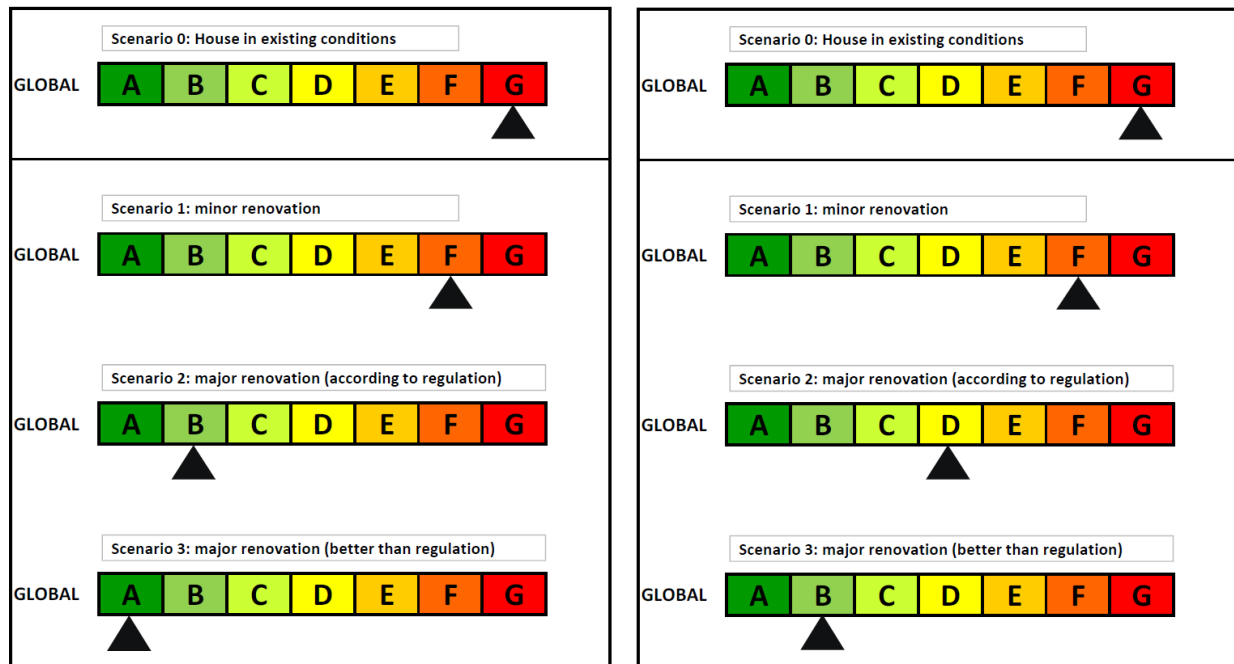 Scenario 0: House in existing conditions
GLOBAL A B C D E F G
Scenario 1: minor renovation
GLOBAL A B C D E F G
Scenario 2: major renovation (according to regulation)
GLOBAL A B C D E F G
Scenario 3: major renovation (better than regulation)
GLOBAL A B C D E F G
Scenario 0: House in existing conditions
GLOBAL A B C D E F G
Scenario 1: minor renovation
GLOBAL A B C D E F G
Scenario 2: major renovation (according to regulation)
GLOBAL A B C D E F G
Scenario 3: major renovation (better than regulation)
GLOBAL A B C D E F G